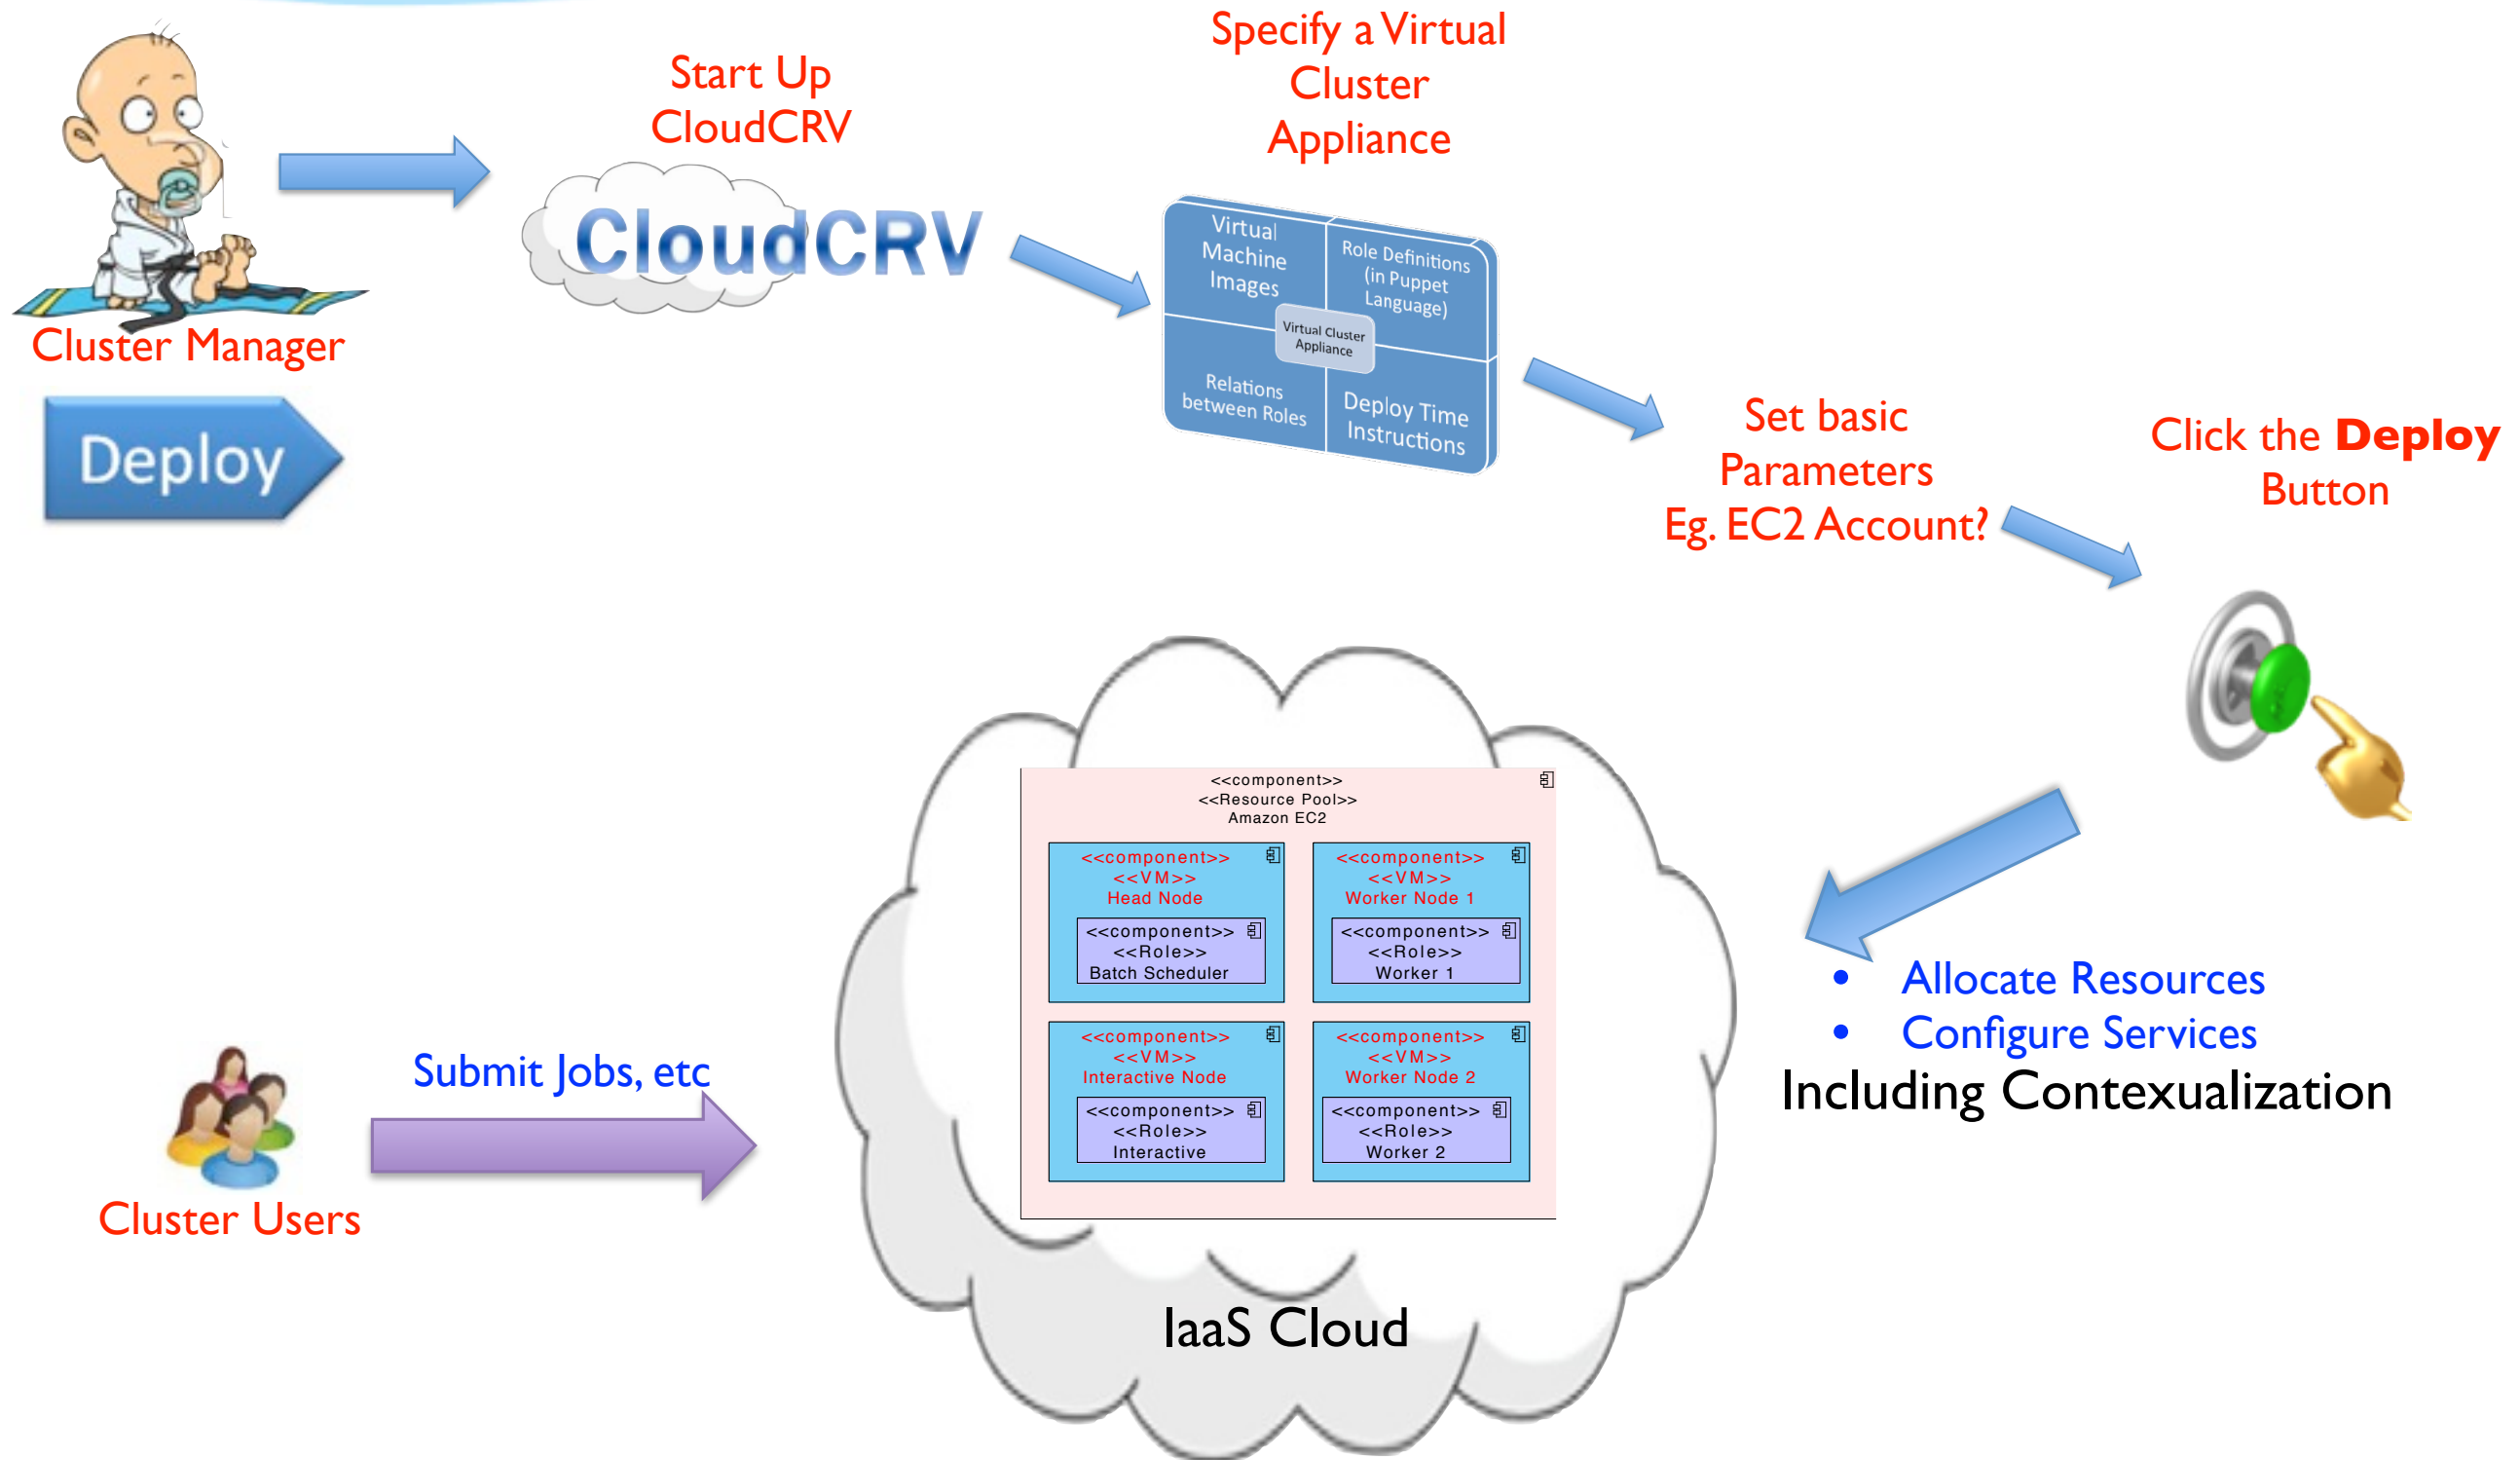 Start Up
CloudCRV
CloudCRV
Specify a Virtual
Cluster
Appliance
Virtual
Machine
Images
Role Definitions
(in Puppet
Language)
Virtual Cluster
Appliance
Relations
between Roles
Deploy Time
Instructions
Cluster Manager
Deploy
Set basic
Parameters
Eg. EC2 Account?
Click the Deploy
Button
<<component>>
<<Resource Pool>>
Amazon EC2
<<component>>
<<VM>>
Head Node
<<component>>
<<Role>>
Batch Scheduler
<<component>>
<<VM>>
Worker Node 1
<<component>>
<<Role>>
Worker 1
<<component>>
<<VM>>
Interactive Node
<<component>>
<<Role>>
Interactive
<<component>>
<<VM>>
Worker Node 2
<<component>>
<<Role>>
Worker 2
• Allocate Resources
• Configure Services
Including Contexualization
Submit Jobs, etc
Cluster Users
IaaS Cloud